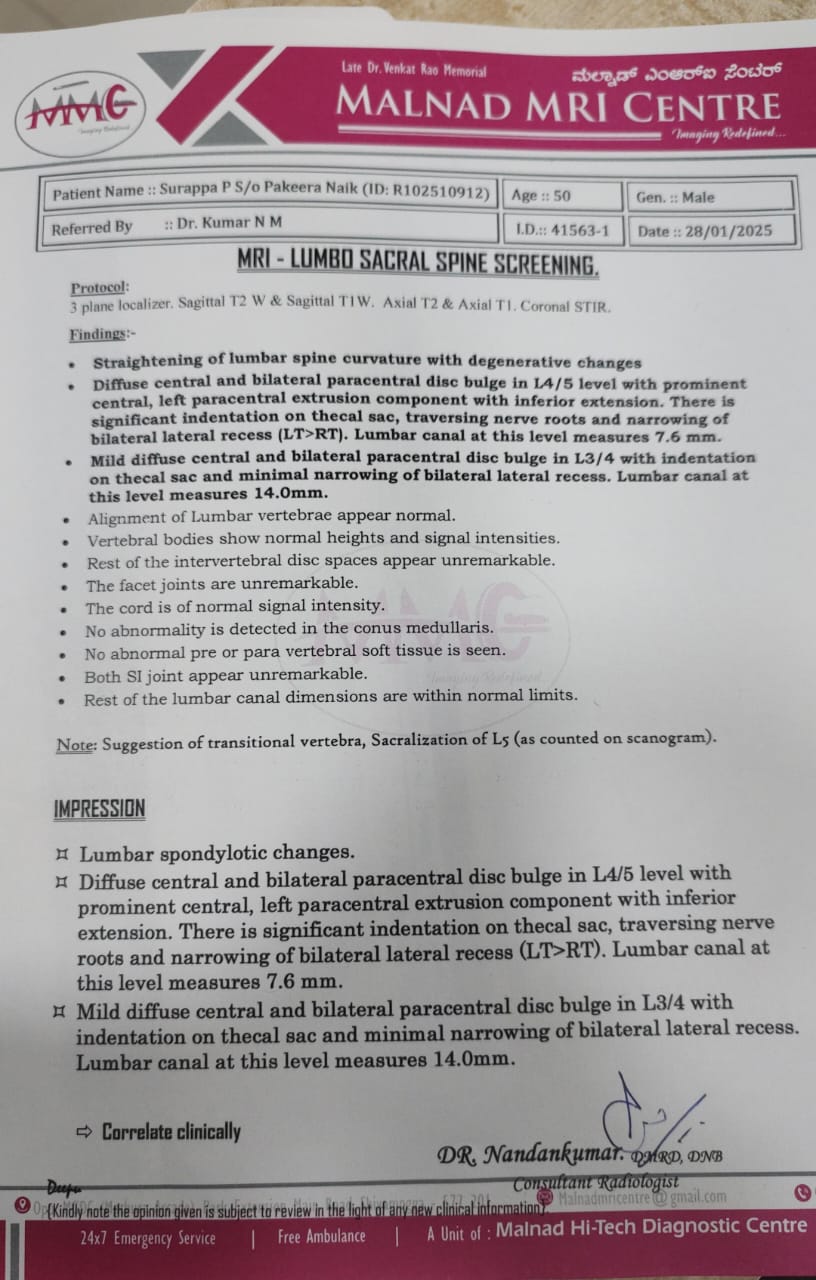 Late Dr. Venkat Rao Memorial
ಮಲ್ನಾಡ್ ಎಂಆರ್‌ಐ ಸೆಂಟರ್
MMC
Imaging Redefined
MALNAD MRI CENTRE
Imaging Redefined...
Patient Name :: Surappa P S/o Pakeera Naik (ID: R102510912) Age :: 50 Gen. :: Male
Referred By :: Dr. Kumar N M I.D.:: 41563-1 Date :: 28/01/2025
MRI - LUMBO SACRAL SPINE SCREENING.
Protocol:
3 plane localizer. Sagittal T2 W & Sagittal T1W. Axial T2 & Axial T1. Coronal STIR.
Findings:-
• Straightening of lumbar spine curvature with degenerative changes
• Diffuse central and bilateral paracentral disc bulge in L4/5 level with prominent
central, left paracentral extrusion component with inferior extension. There is
significant indentation on thecal sac, traversing nerve roots and narrowing of
bilateral lateral recess (LT>RT). Lumbar canal at this level measures 7.6 mm.
• Mild diffuse central and bilateral paracentral disc bulge in L3/4 with indentation
on thecal sac and minimal narrowing of bilateral lateral recess. Lumbar canal at
this level measures 14.0mm.
• Alignment of Lumbar vertebrae appear normal.
• Vertebral bodies show normal heights and signal intensities.
• Rest of the intervertebral disc spaces appear unremarkable.
• The facet joints are unremarkable.
• The cord is of normal signal intensity.
• No abnormality is detected in the conus medullaris.
• No abnormal pre or para vertebral soft tissue is seen.
• Both SI joint appear unremarkable.
• Rest of the lumbar canal dimensions are within normal limits.
MMC
Imaging Redefined...
Note: Suggestion of transitional vertebra, Sacralization of L5 (as counted on scanogram).
IMPRESSION
¤ Lumbar spondylotic changes.
¤ Diffuse central and bilateral paracentral disc bulge in L4/5 level with
prominent central, left paracentral extrusion component with inferior
extension. There is significant indentation on thecal sac, traversing nerve
roots and narrowing of bilateral lateral recess (LT>RT). Lumbar canal at
this level measures 7.6 mm.
¤ Mild diffuse central and bilateral paracentral disc bulge in L3/4 with
indentation on thecal sac and minimal narrowing of bilateral lateral recess.
Lumbar canal at this level measures 14.0mm.
⇨ Correlate clinically
DR. Nandankumar. DMRD, DNB
Consultant Radiologist
Deepu
Malnadmricentre@gmail.com
(Kindly note the opinion given is subject to review in the light of any new clinical information).
24x7 Emergency Service | Free Ambulance | A Unit of : Malnad Hi-Tech Diagnostic Centre